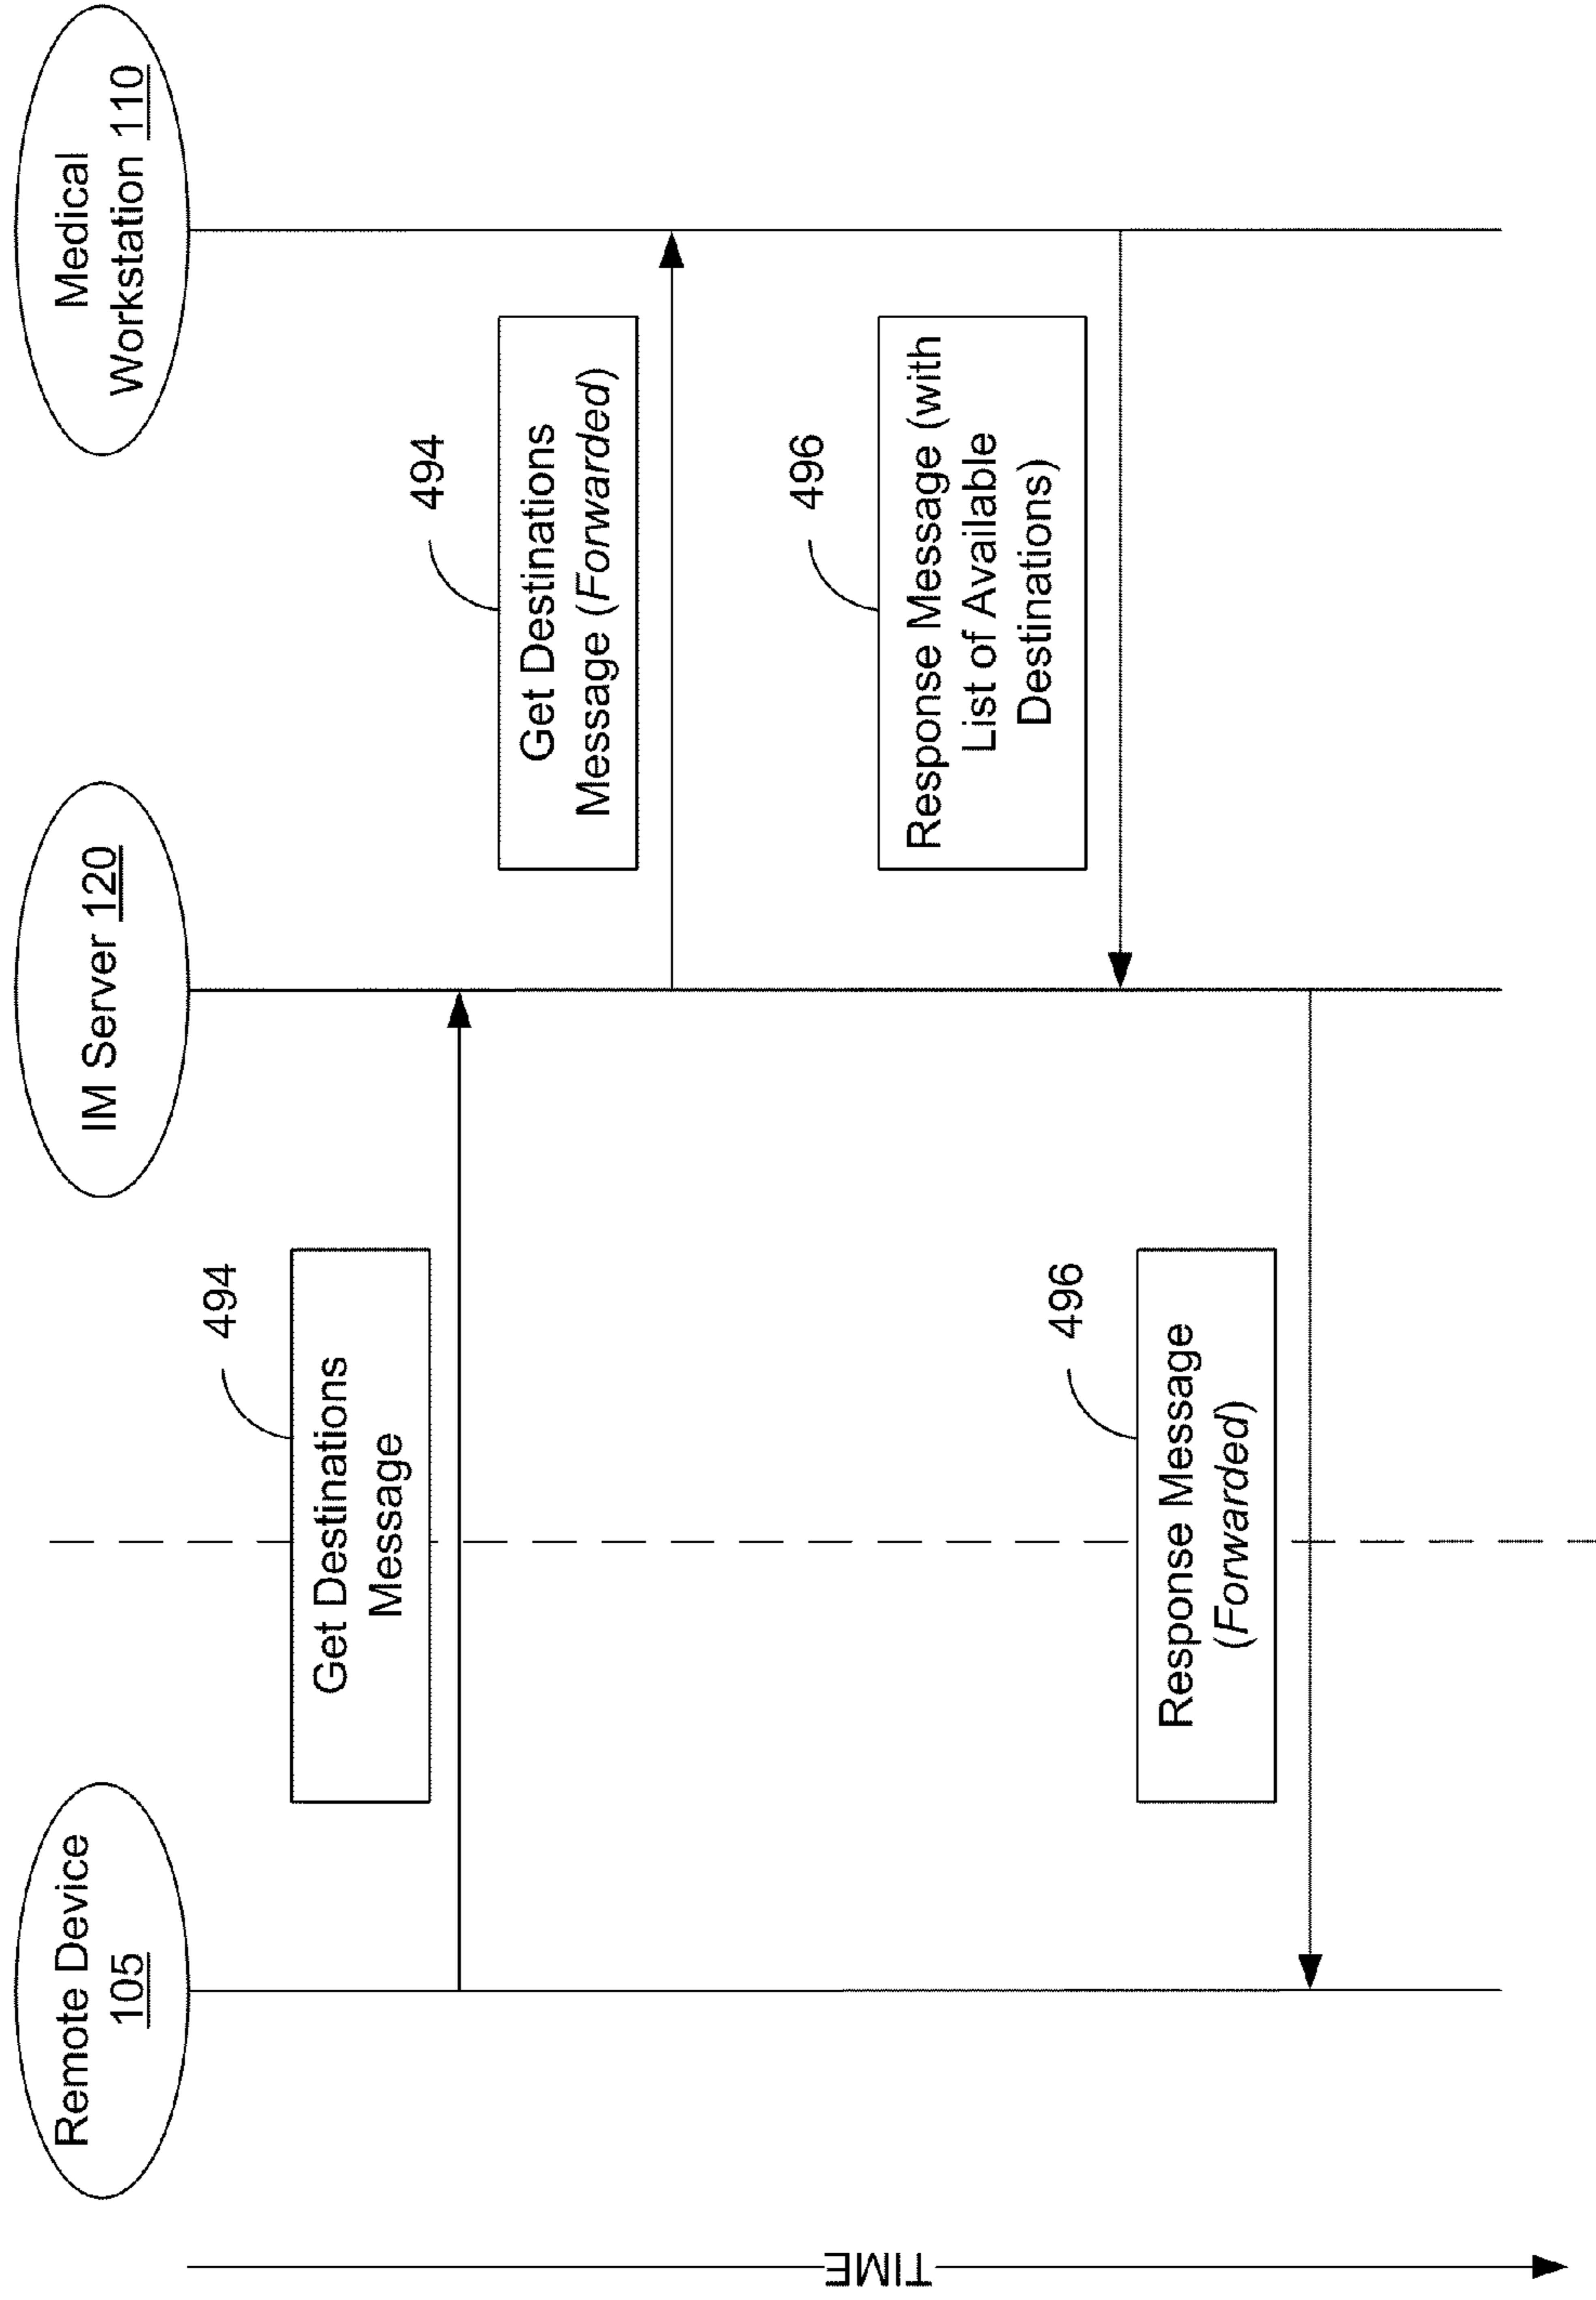 Remote Device
105
IM Server 120
Medical
Workstation 110
494
Get Destinations
Message
494
Get Destinations
Message (Forwarded)
496
Response Message (with
List of Available
Destinations)
496
Response Message
(Forwarded)
TIME